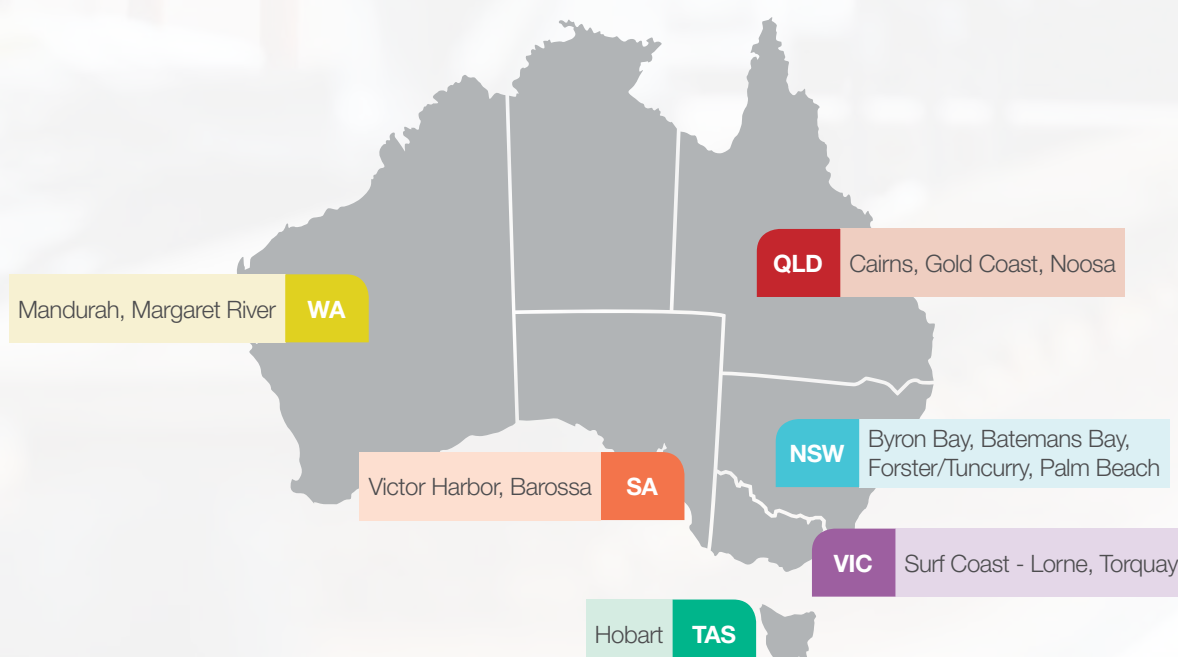 QLD Cairns, Gold Coast, Noosa
Mandurah, Margaret River WA
NSW Byron Bay, Batemans Bay,
Forster/Tuncurry, Palm Beach
Victor Harbor, Barossa SA
VIC Surf Coast - Lorne, Torquay
Hobart TAS